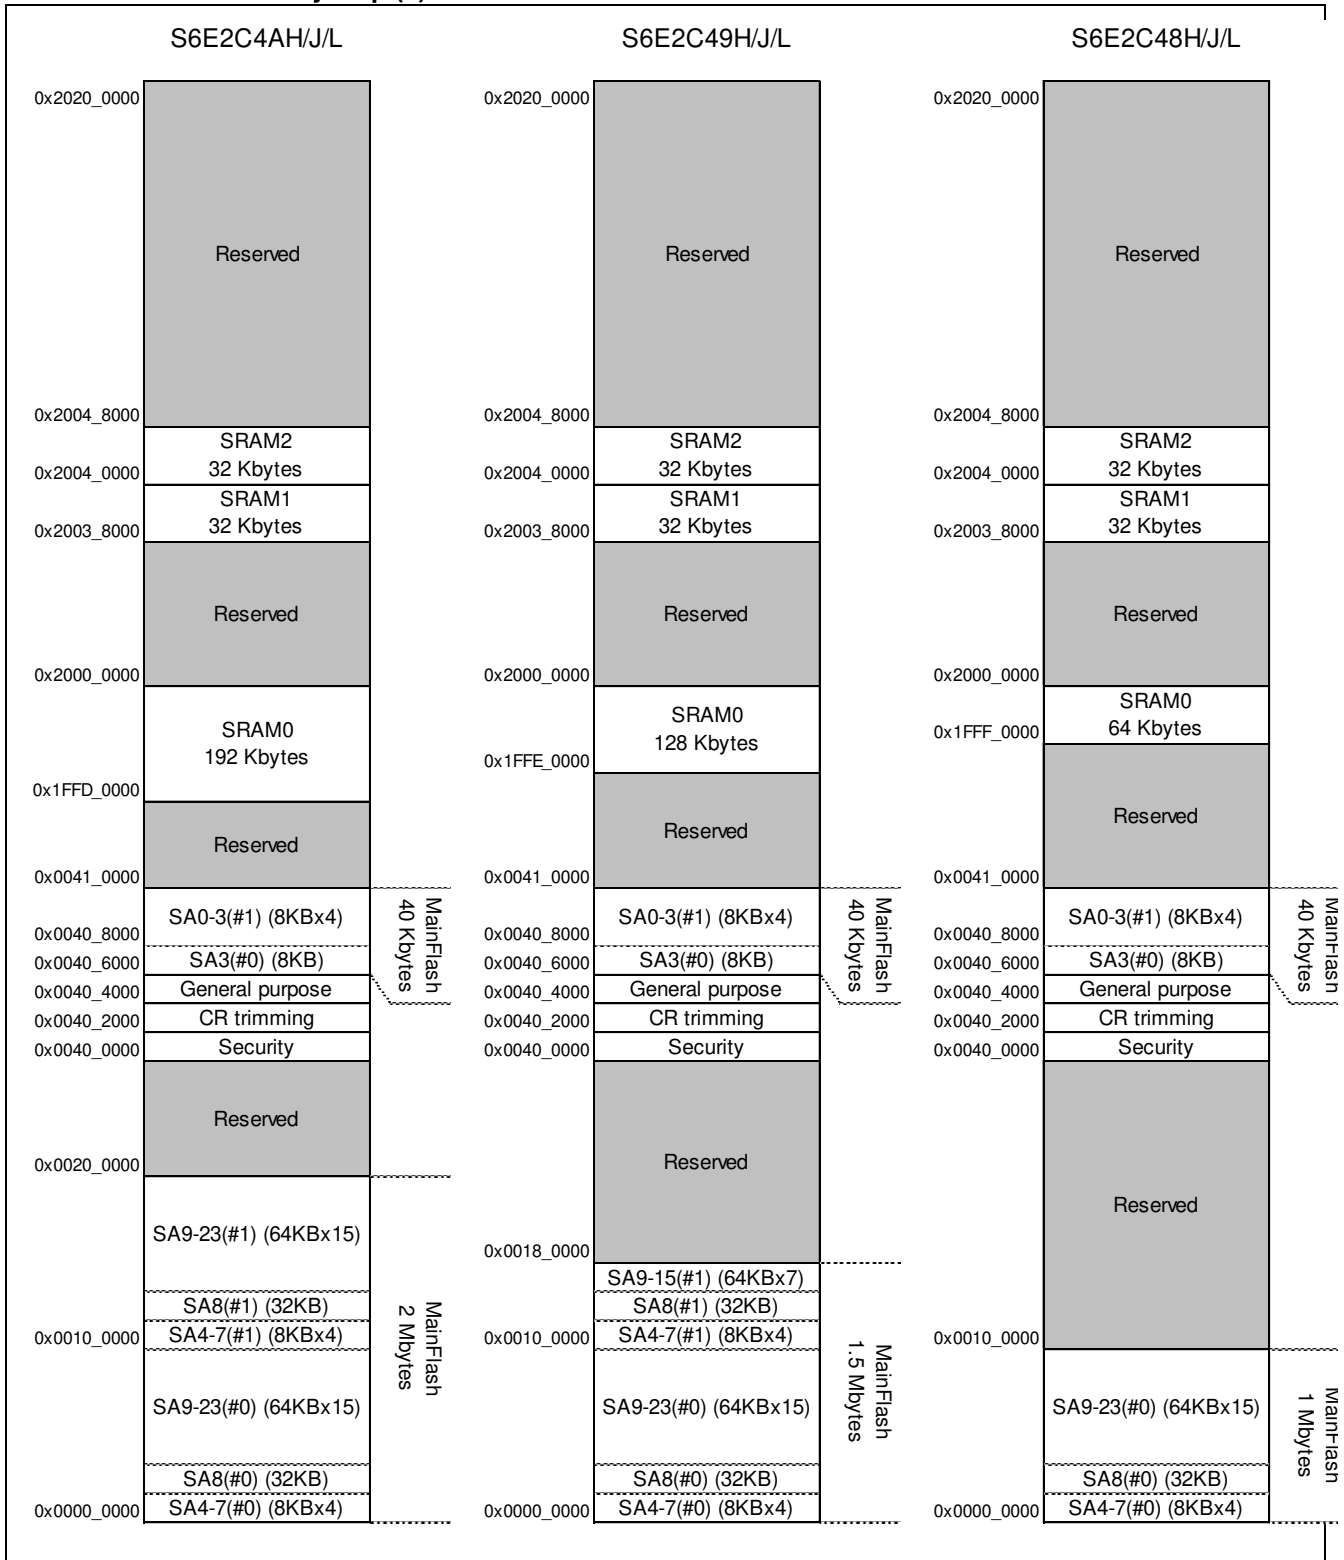 S6E2C4AH/J/L
0x2020_0000
Reserved
0x2004_8000
SRAM2
32 Kbytes
0x2004_0000
SRAM1
32 Kbytes
0x2003_8000
Reserved
0x2000_0000
SRAM0
192 Kbytes
0x1FFD_0000
Reserved
0x0041_0000
SA0-3(#1) (8KBx4)
0x0040_8000
SA3(#0) (8KB)
0x0040_6000
General purpose
0x0040_4000
CR trimming
0x0040_2000
Security
0x0040_0000
MainFlash
40 Kbytes
Reserved
0x0020_0000
SA9-23(#1) (64KBx15)
SA8(#1) (32KB)
SA4-7(#1) (8KBx4)
0x0010_0000
SA9-23(#0) (64KBx15)
SA8(#0) (32KB)
SA4-7(#0) (8KBx4)
0x0000_0000
MainFlash
2 Mbytes
S6E2C49H/J/L
0x2020_0000
Reserved
0x2004_8000
SRAM2
32 Kbytes
0x2004_0000
SRAM1
32 Kbytes
0x2003_8000
Reserved
0x2000_0000
SRAM0
128 Kbytes
0x1FFE_0000
Reserved
0x0041_0000
SA0-3(#1) (8KBx4)
0x0040_8000
SA3(#0) (8KB)
0x0040_6000
General purpose
0x0040_4000
CR trimming
0x0040_2000
Security
0x0040_0000
MainFlash
40 Kbytes
Reserved
0x0018_0000
SA9-15(#1) (64KBx7)
SA8(#1) (32KB)
SA4-7(#1) (8KBx4)
0x0010_0000
SA9-23(#0) (64KBx15)
SA8(#0) (32KB)
SA4-7(#0) (8KBx4)
0x0000_0000
MainFlash
1.5 Mbytes
S6E2C48H/J/L
0x2020_0000
Reserved
0x2004_8000
SRAM2
32 Kbytes
0x2004_0000
SRAM1
32 Kbytes
0x2003_8000
Reserved
0x2000_0000
SRAM0
64 Kbytes
0x1FFF_0000
Reserved
0x0041_0000
SA0-3(#1) (8KBx4)
0x0040_8000
SA3(#0) (8KB)
0x0040_6000
General purpose
0x0040_4000
CR trimming
0x0040_2000
Security
0x0040_0000
MainFlash
40 Kbytes
Reserved
0x0010_0000
SA9-23(#0) (64KBx15)
SA8(#0) (32KB)
SA4-7(#0) (8KBx4)
0x0000_0000
MainFlash
1 Mbytes